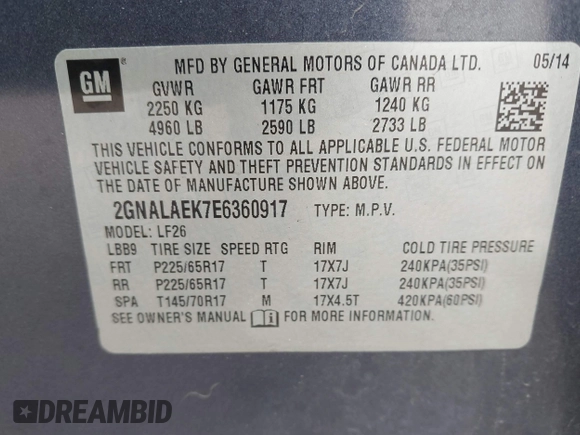 GM ®
MFD BY GENERAL MOTORS OF CANADA LTD. 05/14
GVWR GAWR FRT GAWR RR
2250 KG 1175 KG 1240 KG
4960 LB 2590 LB 2733 LB
THIS VEHICLE CONFORMS TO ALL APPLICABLE U.S. FEDERAL MOTOR
VEHICLE SAFETY AND THEFT PREVENTION STANDARDS IN EFFECT ON
THE DATE OF MANUFACTURE SHOWN ABOVE.
2GNALAEK7E6360917 TYPE: M.P.V.
MODEL: LF26
LBB9 TIRE SIZE SPEED RTG RIM COLD TIRE PRESSURE
FRT P225/65R17 T 17X7J 240KPA(35PSI)
RR P225/65R17 T 17X7J 240KPA(35PSI)
SPA T145/70R17 M 17X4.5T 420KPA(60PSI)
SEE OWNER'S MANUAL i FOR MORE INFORMATION.
DREAMBID